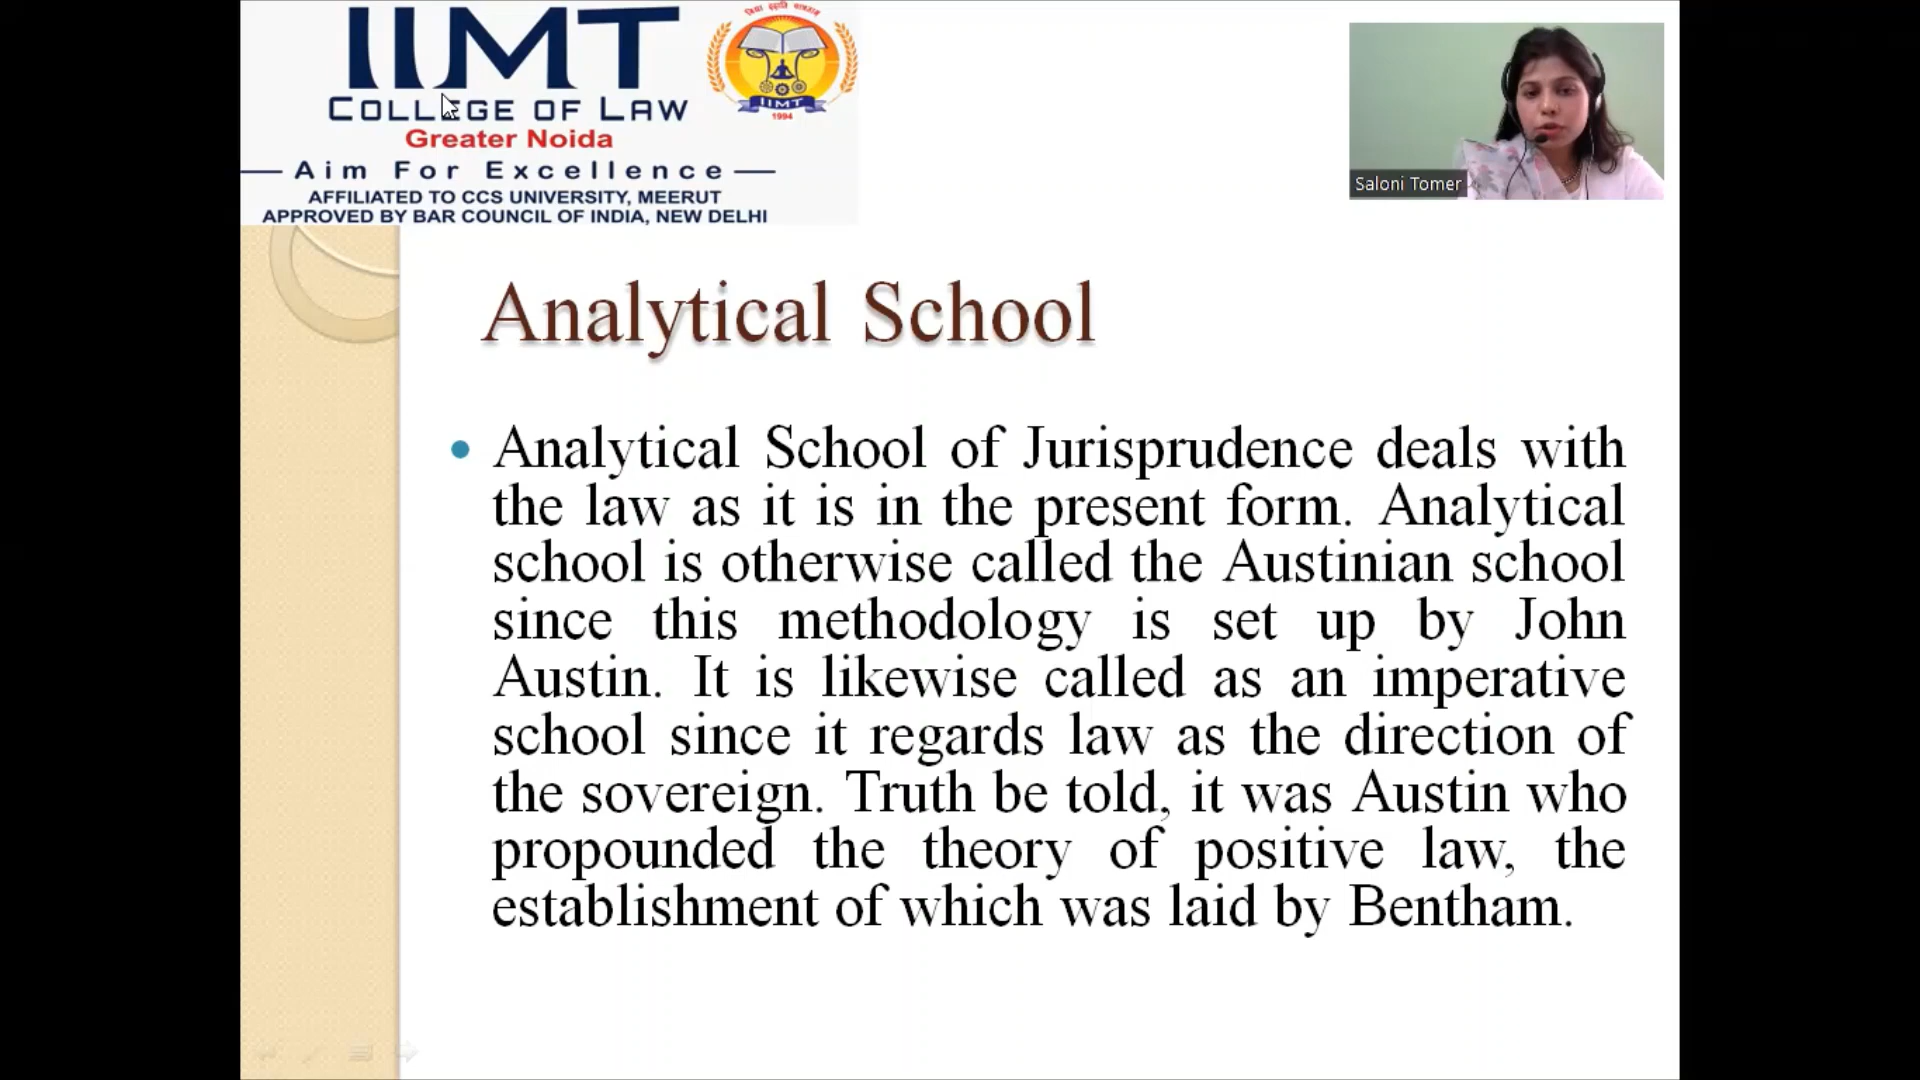 IIMT
COLLEGE OF LAW
Greater Noida
Aim For Excellence
AFFILIATED TO CCS UNIVERSITY, MEERUT
APPROVED BY BAR COUNCIL OF INDIA, NEW DELHI
IIMT
1994
Saloni Tomer
Analytical School
• Analytical School of Jurisprudence deals with
the law as it is in the present form. Analytical
school is otherwise called the Austinian school
since this methodology is set up by John
Austin. It is likewise called as an imperative
school since it regards law as the direction of
the sovereign. Truth be told, it was Austin who
propounded the theory of positive law, the
establishment of which was laid by Bentham.